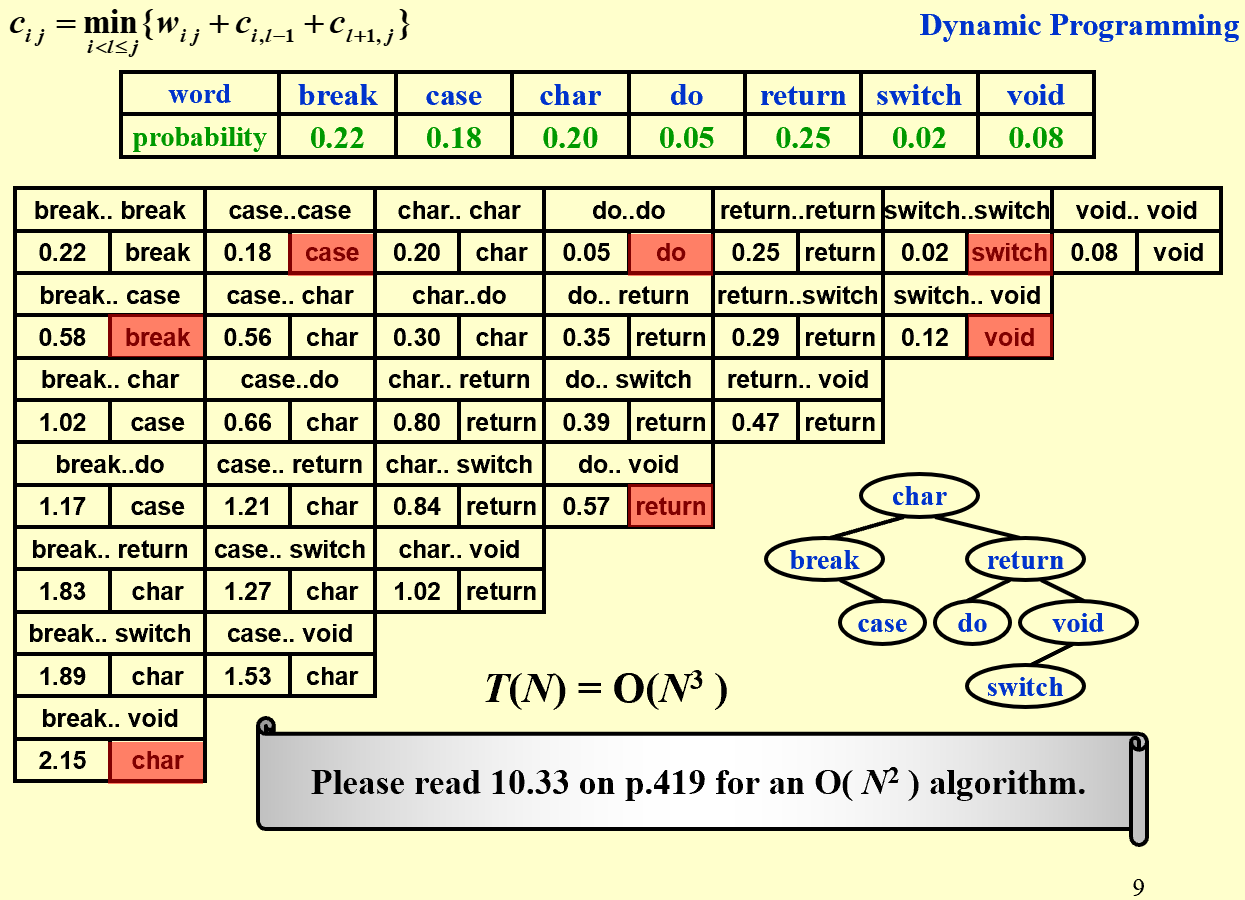 c_{ij} = min_{i<l≤j}{w_{ij} + c_{i,l−1} + c_{l+1,j}}
Dynamic Programming
word break case char do return switch void
probability 0.22 0.18 0.20 0.05 0.25 0.02 0.08
break.. break case..case char.. char do..do return..return switch..switch void.. void
0.22 break 0.18 case 0.20 char 0.05 do 0.25 return 0.02 switch 0.08 void
break.. case case.. char char..do do.. return return..switch switch.. void
0.58 break 0.56 char 0.30 char 0.35 return 0.29 return 0.12 void
break.. char case..do char.. return do.. switch return.. void
1.02 case 0.66 char 0.80 return 0.39 return 0.47 return
break..do case.. return char.. switch do.. void
1.17 case 1.21 char 0.84 return 0.57 return
break.. return case.. switch char.. void
1.83 char 1.27 char 1.02 return
break.. switch case.. void
1.89 char 1.53 char
break.. void
2.15 char
char
break return
case do void
switch
T(N) = O(N³ )
Please read 10.33 on p.419 for an O( N² ) algorithm.
9